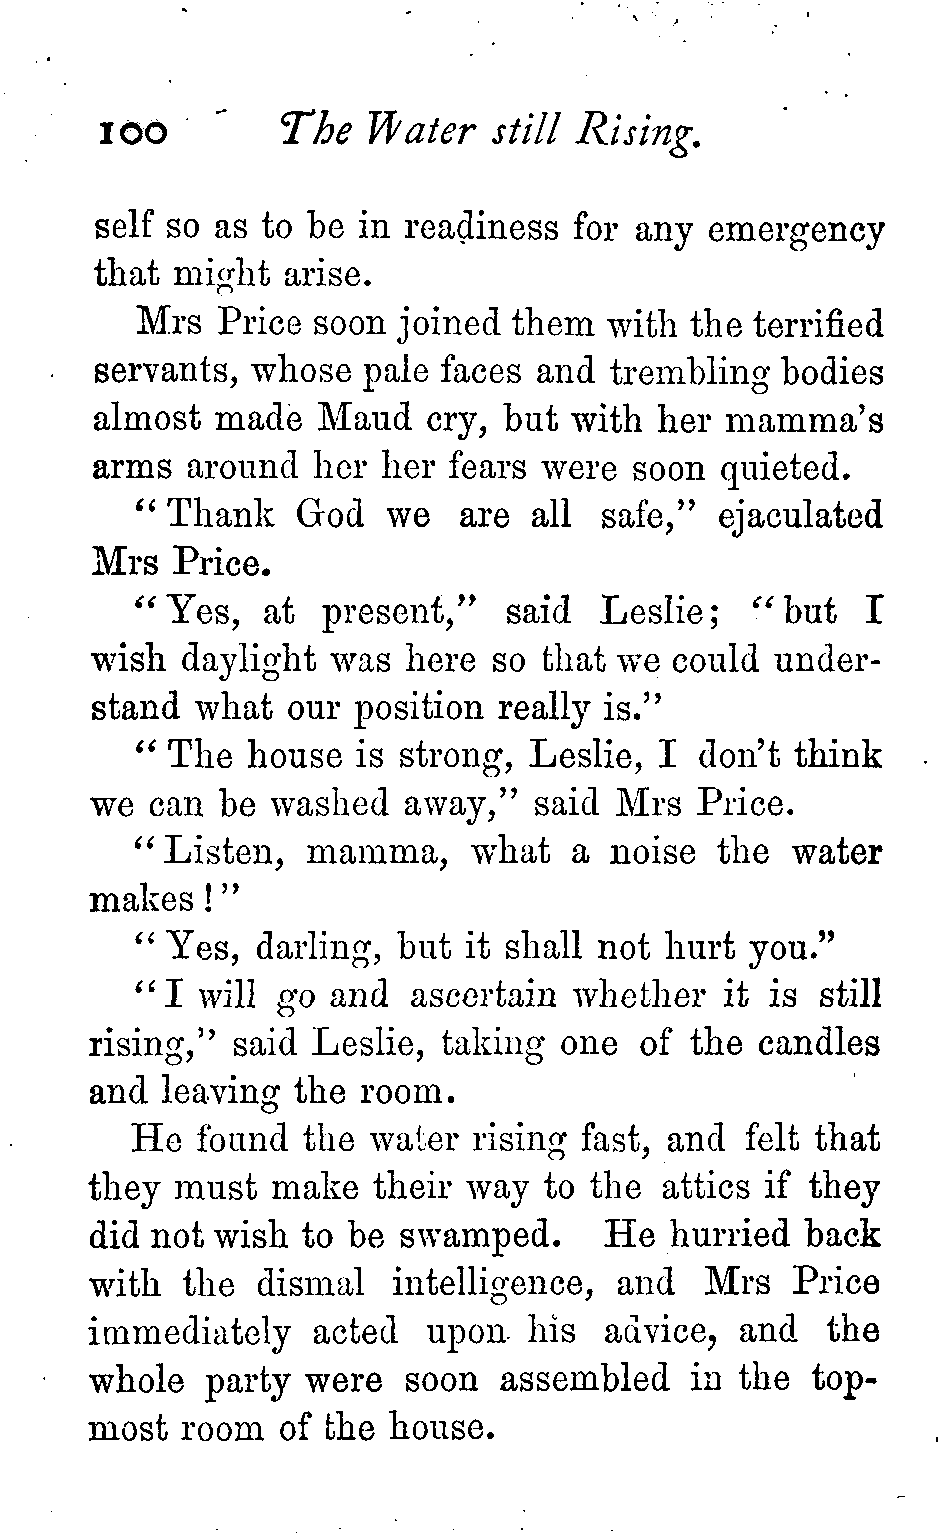 100 The Water still Rising.
self so as to be in readiness for any emergency
that might arise.
Mrs Price soon joined them with the terrified
servants, whose pale faces and trembling bodies
almost made Maud cry, but with her mamma's
arms around her her fears were soon quieted.
"Thank God we are all safe," ejaculated
Mrs Price.
"Yes, at present," said Leslie; "but I
wish daylight was here so that we could under-
stand what our position really is."
"The house is strong, Leslie, I don't think
we can be washed away," said Mrs Price.
"Listen, mamma, what a noise the water
makes!"
"Yes, darling, but it shall not hurt you."
"I will go and ascertain whether it is still
rising," said Leslie, taking one of the candles
and leaving the room.
He found the water rising fast, and felt that
they must make their way to the attics if they
did not wish to be swamped. He hurried back
with the dismal intelligence, and Mrs Price
immediately acted upon his advice, and the
whole party were soon assembled in the top-
most room of the house.